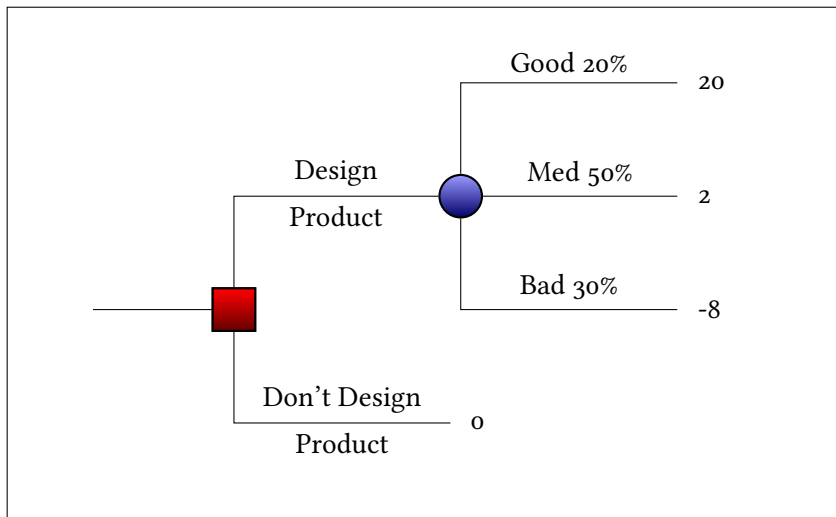 Good 20%
20
Design
Product
Med 50%
2
Bad 30%
-8
Don't Design
Product
0